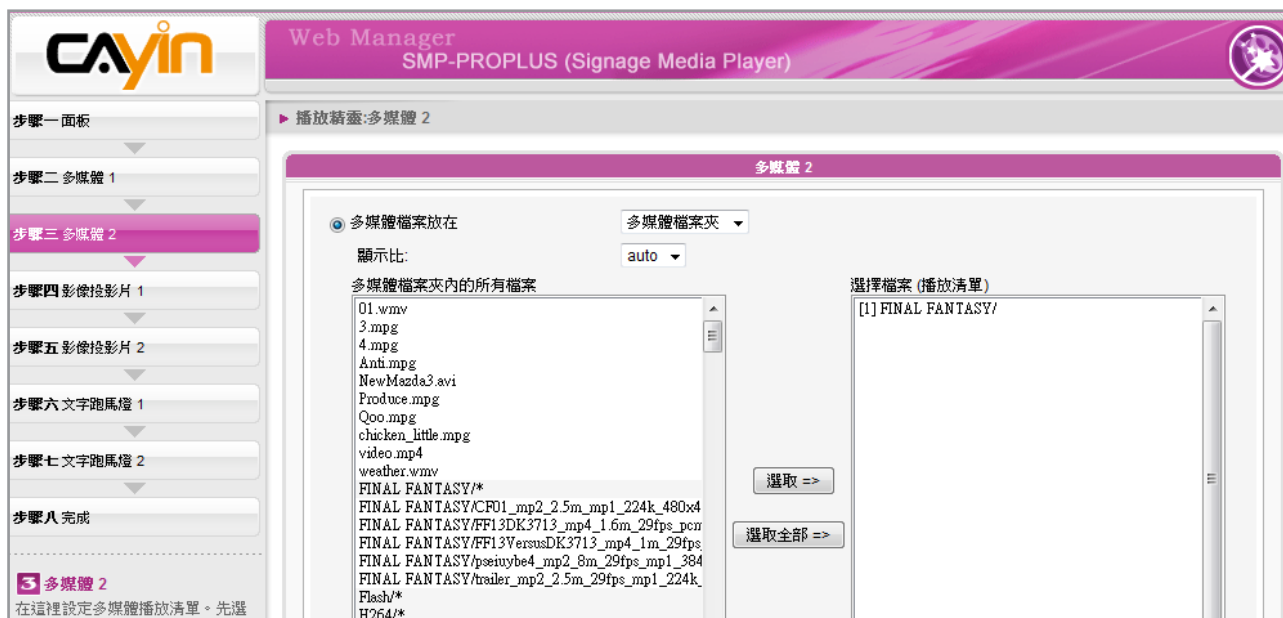 CAYIN
Web Manager
SMP-PROPLUS (Signage Media Player)
步驟一 面板
步驟二 多媒體 1
步驟三 多媒體 2
步驟四 影像投影片 1
步驟五 影像投影片 2
步驟六 文字跑馬燈 1
步驟七 文字跑馬燈 2
步驟八 完成
3 多媒體 2
在這裡設定多媒體播放清單。先選
播放精靈:多媒體 2
多媒體 2
多媒體檔案放在
多媒體檔案夾
顯示比:
auto
多媒體檔案夾內的所有檔案
01.wmv
3.mpg
4.mpg
Anti.mpg
NewMazda3.avi
Produce.mpg
Qoo.mpg
chicken_little.mpg
video.mp4
weather.wmv
FINAL FANTASY/*
FINAL FANTASY/CF01_mp2_2.5m_mp1_224k_480x4
FINAL FANTASY/FF13DK3713_mp4_1.6m_29fps_pcm
FINAL FANTASY/FF13VersusDK3713_mp4_1m_29fps_
FINAL FANTASY/pseiuybe4_mp2_8m_29fps_mp1_384
FINAL FANTASY/trailer_mp2_2.5m_29fps_mp1_224k_
Flash/*
H264/*
選取 =>
選取全部 =>
選擇檔案 (播放清單)
[1] FINAL FANTASY/